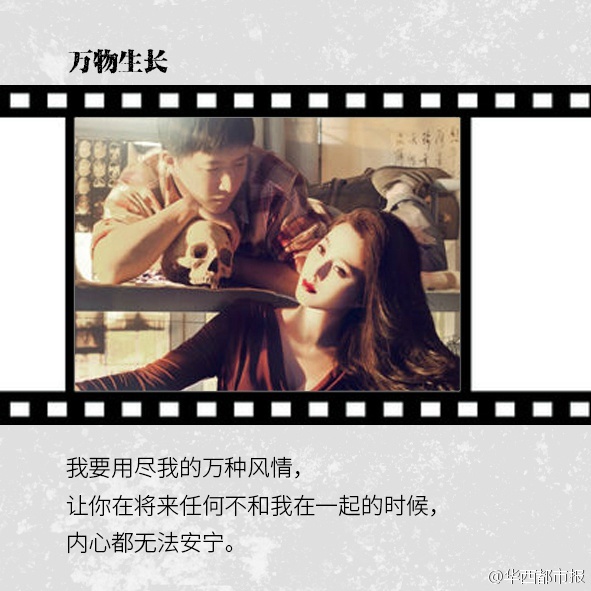 万物生长
我要用尽我的万种风情，
让你在将来任何不和我在一起的时候，
内心都无法安宁。
@华西都市报